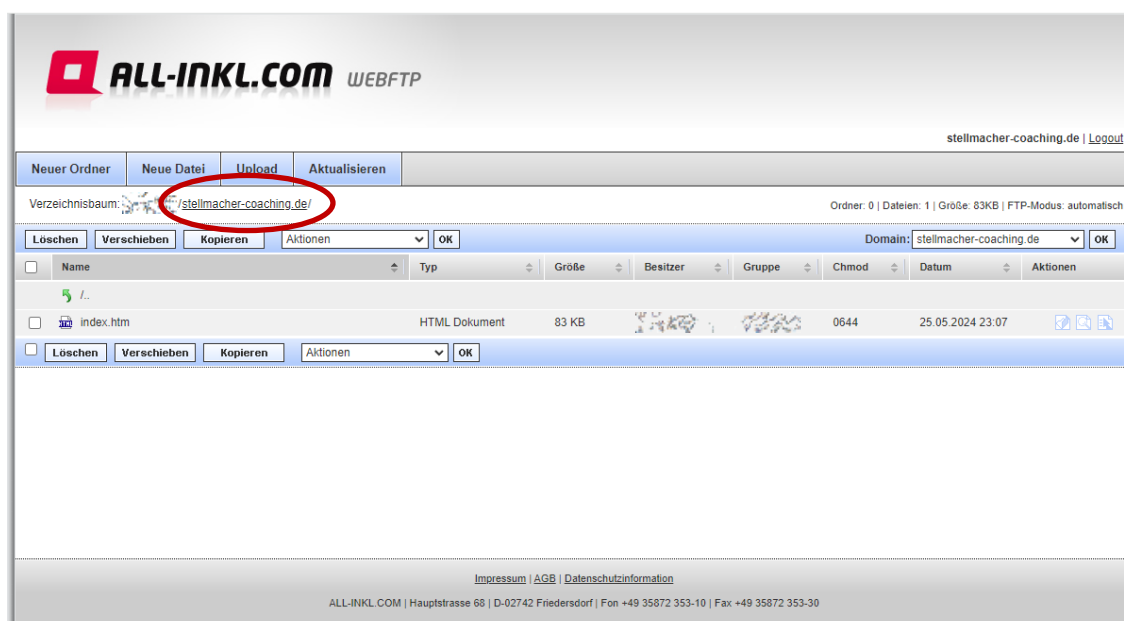 ALL-INKL.COM WEBFTP
stellmacher-coaching.de | Logout
Neuer Ordner Neue Datei Upload Aktualisieren
Verzeichnisbaum: /stellmacher-coaching.de/ Ordner: 0 | Dateien: 1 | Größe: 83KB | FTP-Modus: automatisch
Löschen Verschieben Kopieren Aktionen OK Domain: stellmacher-coaching.de OK
Name Typ Größe Besitzer Gruppe Chmod Datum Aktionen
/..
index.htm HTML Dokument 83 KB 0644 25.05.2024 23:07
Löschen Verschieben Kopieren Aktionen OK
Impressum | AGB | Datenschutzinformation
ALL-INKL.COM | Hauptstrasse 68 | D-02742 Friedersdorf | Fon +49 35872 353-10 | Fax +49 35872 353-30